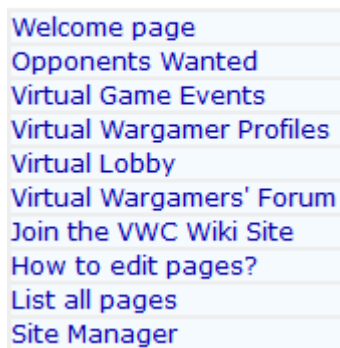 Welcome page
Opponents Wanted
Virtual Game Events
Virtual Wargamer Profiles
Virtual Lobby
Virtual Wargamers' Forum
Join the VWC Wiki Site
How to edit pages?
List all pages
Site Manager